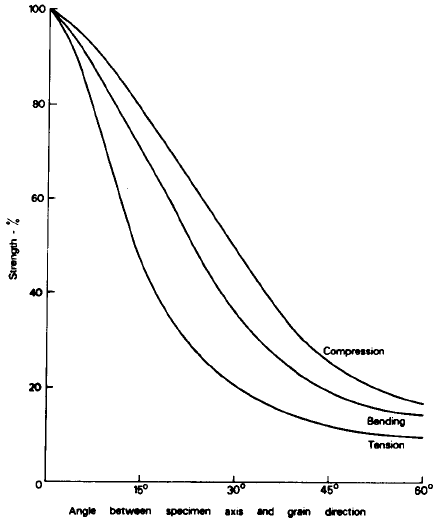 100
80
60
40
20
0
Strength - %
Compression
Bending
Tension
15°
30°
45°
60°
Angle between specimen axis and grain direction